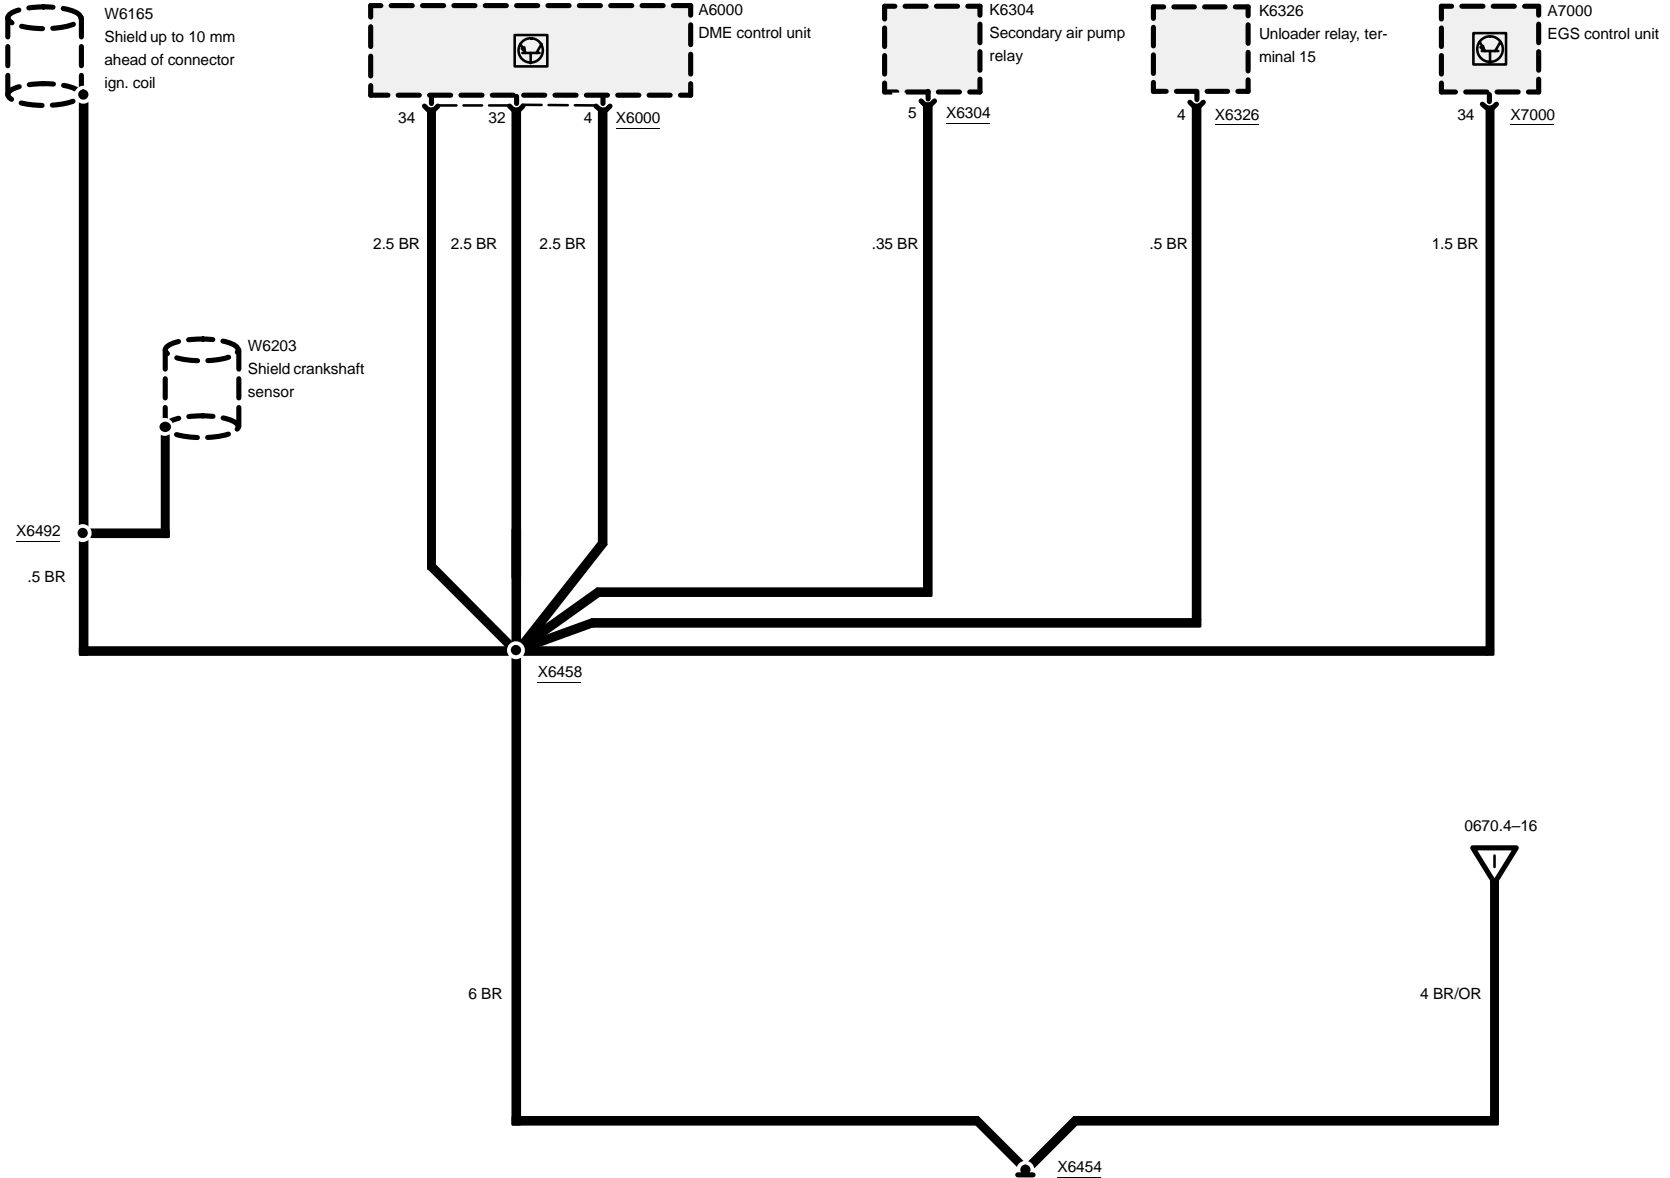 W6165
Shield up to 10 mm
ahead of connector
ign. coil
A6000
DME control unit
K6304
Secondary air pump
relay
K6326
Unloader relay, ter-
minal 15
A7000
EGS control unit
34
32
4
X6000
5
X6304
4
X6326
34
X7000
2.5 BR
2.5 BR
2.5 BR
.35 BR
.5 BR
1.5 BR
W6203
Shield crankshaft
sensor
X6492
.5 BR
X6458
0670.4–16
6 BR
4 BR/OR
X6454